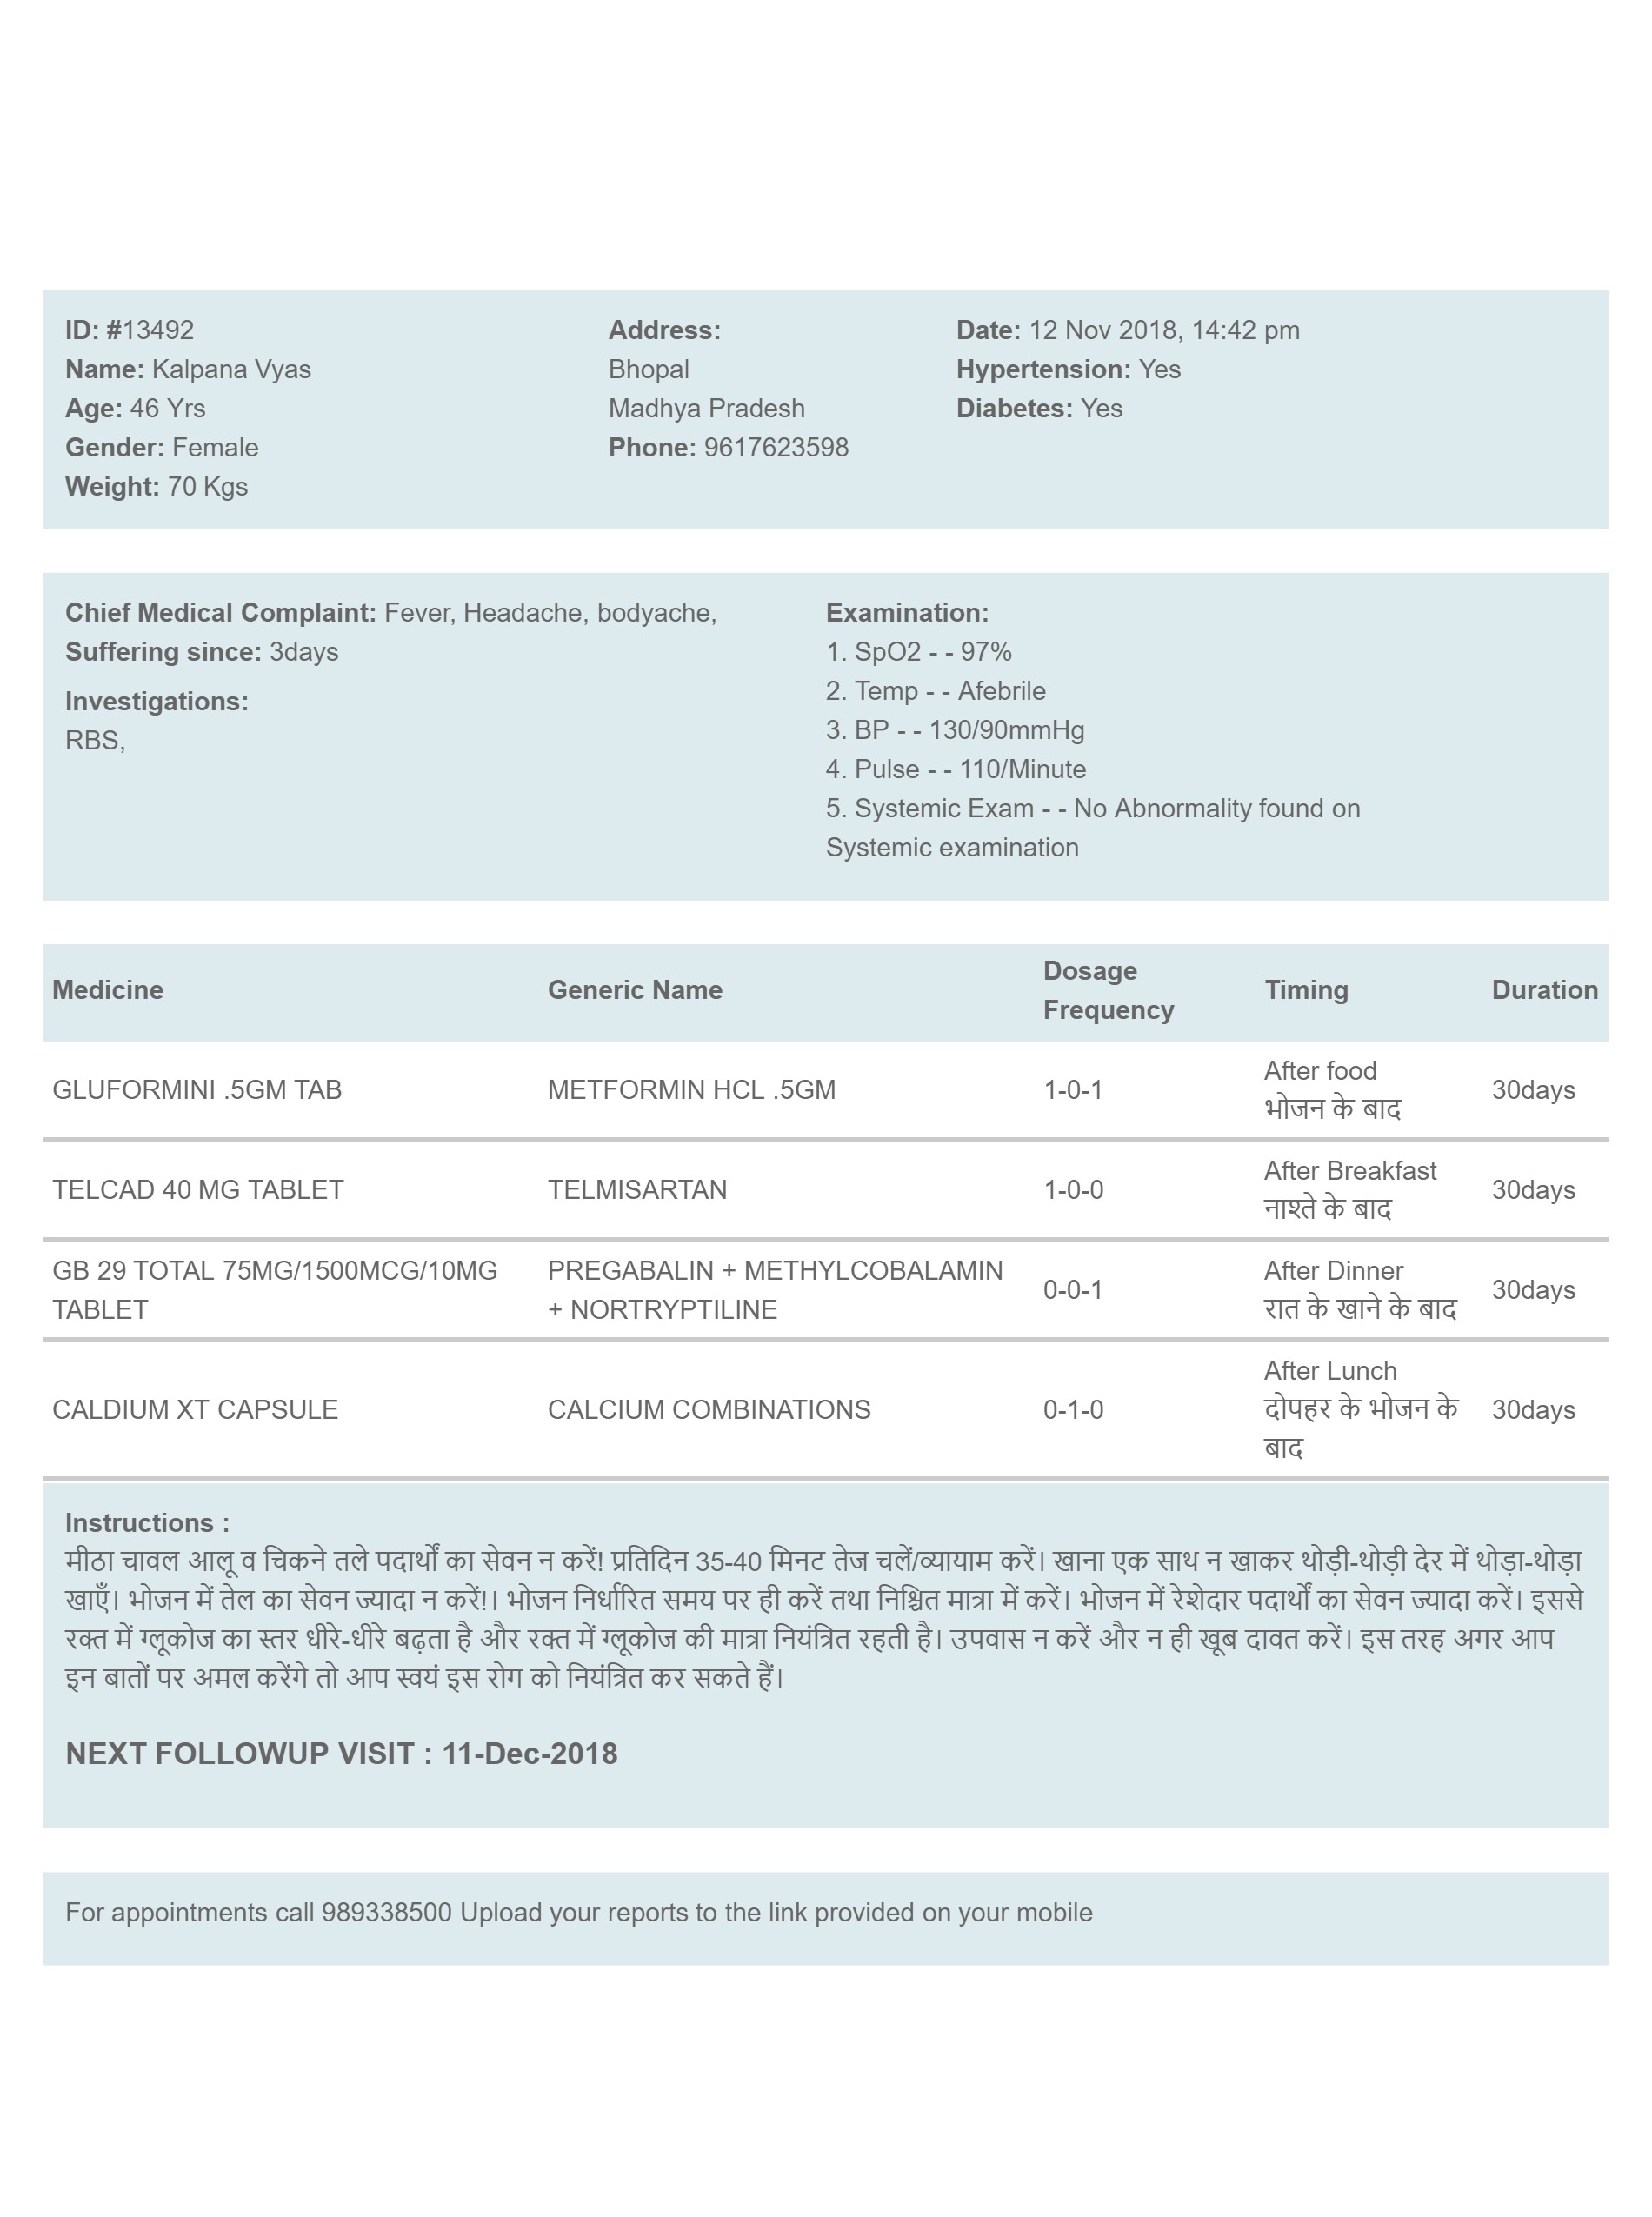 ID: #13492
Name: Kalpana Vyas
Age: 46 Yrs
Gender: Female
Weight: 70 Kgs
Address:
Bhopal
Madhya Pradesh
Phone: 9617623598
Date: 12 Nov 2018, 14:42 pm
Hypertension: Yes
Diabetes: Yes
Chief Medical Complaint: Fever, Headache, bodyache,
Suffering since: 3days
Investigations:
RBS,
Examination:
1. SpO2 - - 97%
2. Temp - - Afebrile
3. BP - - 130/90mmHg
4. Pulse - - 110/Minute
5. Systemic Exam - - No Abnormality found on
Systemic examination
Medicine Generic Name Dosage Frequency Timing Duration
GLUFORMINI .5GM TAB METFORMIN HCL .5GM 1-0-1 After food 30days
भोजन के बाद
TELCAD 40 MG TABLET TELMISARTAN 1-0-0 After Breakfast 30days
नाश्ते के बाद
GB 29 TOTAL 75MG/1500MCG/10MG PREGABALIN + METHYLCOBALAMIN 0-0-1 After Dinner 30days
TABLET + NORTRYPTILINE रात के खाने के बाद
CALDIUM XT CAPSULE CALCIUM COMBINATIONS 0-1-0 After Lunch 30days
दोपहर के भोजन के
बाद
Instructions :
मीठा चावल आलू व चिकने तले पदार्थों का सेवन न करें! प्रतिदिन 35-40 मिनट तेज चलें/व्यायाम करें। खाना एक साथ न खाकर थोड़ी-थोड़ी देर में थोड़ा-थोड़ा
खाएँ। भोजन में तेल का सेवन ज्यादा न करें!। भोजन निर्धारित समय पर ही करें तथा निश्चित मात्रा में करें। भोजन में रेशेदार पदार्थों का सेवन ज्यादा करें। इससे
रक्त में ग्लूकोज का स्तर धीरे-धीरे बढ़ता है और रक्त में ग्लूकोज की मात्रा नियंत्रित रहती है। उपवास न करें और न ही खूब दावत करें। इस तरह अगर आप
इन बातों पर अमल करेंगे तो आप स्वयं इस रोग को नियंत्रित कर सकते हैं।
NEXT FOLLOWUP VISIT : 11-Dec-2018
For appointments call 989338500 Upload your reports to the link provided on your mobile